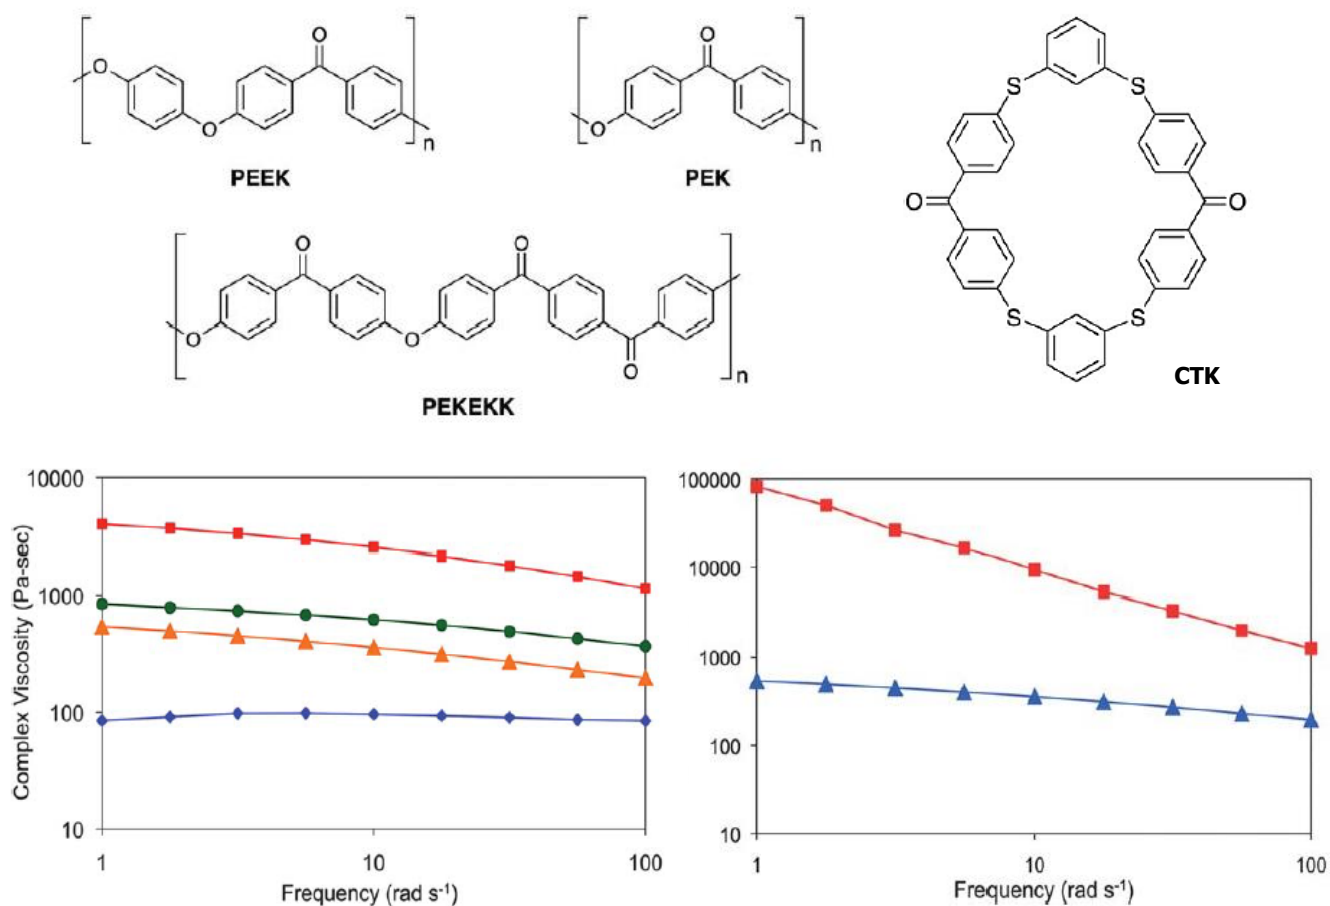 O
O
O
n
PEEK
O
O
n
PEK
S
S
O
O
S
S
CTK
O
O
O
O
O
n
PEKEKK
Complex Viscosity (Pa-sec)
10000
1000
100
10
1
10
100
Frequency (rad s⁻¹)
100000
10000
1000
100
10
1
10
100
Frequency (rad s⁻¹)